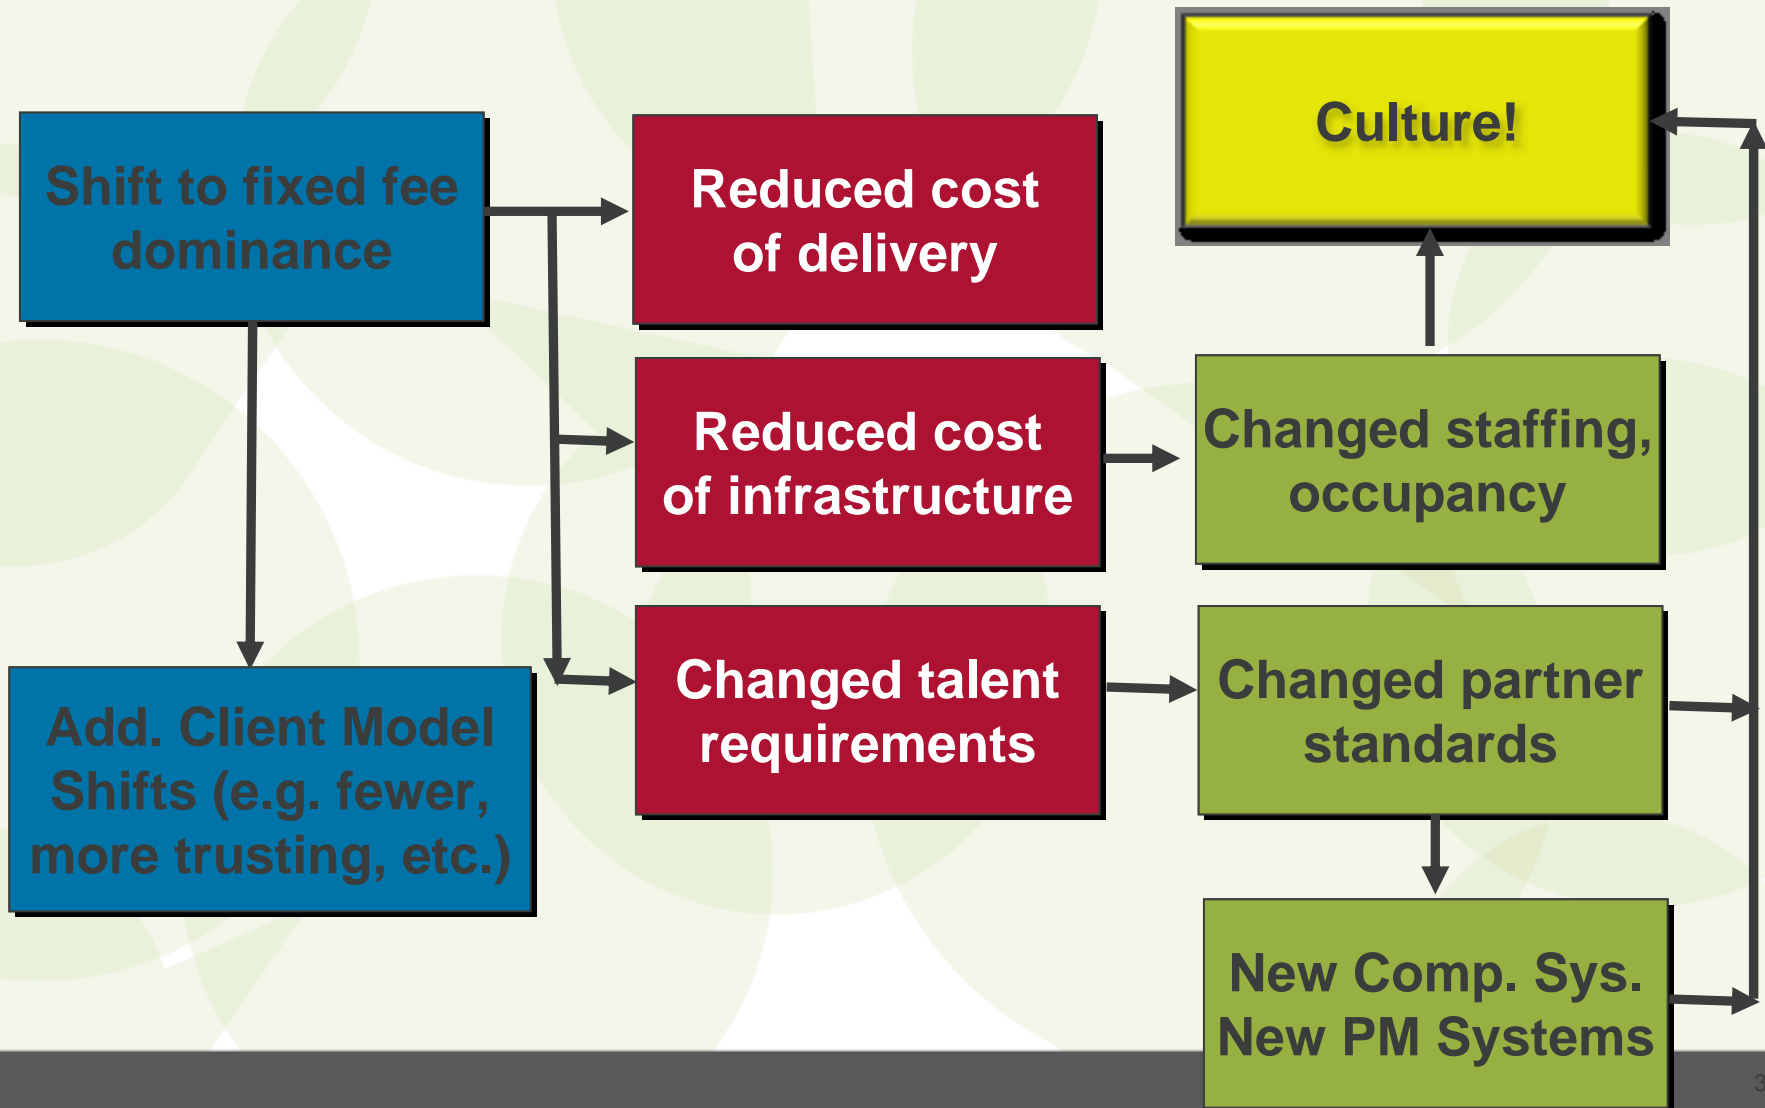 Culture!
Shift to fixed fee
dominance
Reduced cost
of delivery
Reduced cost
of infrastructure
Changed staffing,
occupancy
Changed talent
requirements
Changed partner
standards
Add. Client Model
Shifts (e.g. fewer,
more trusting, etc.)
New Comp. Sys.
New PM Systems